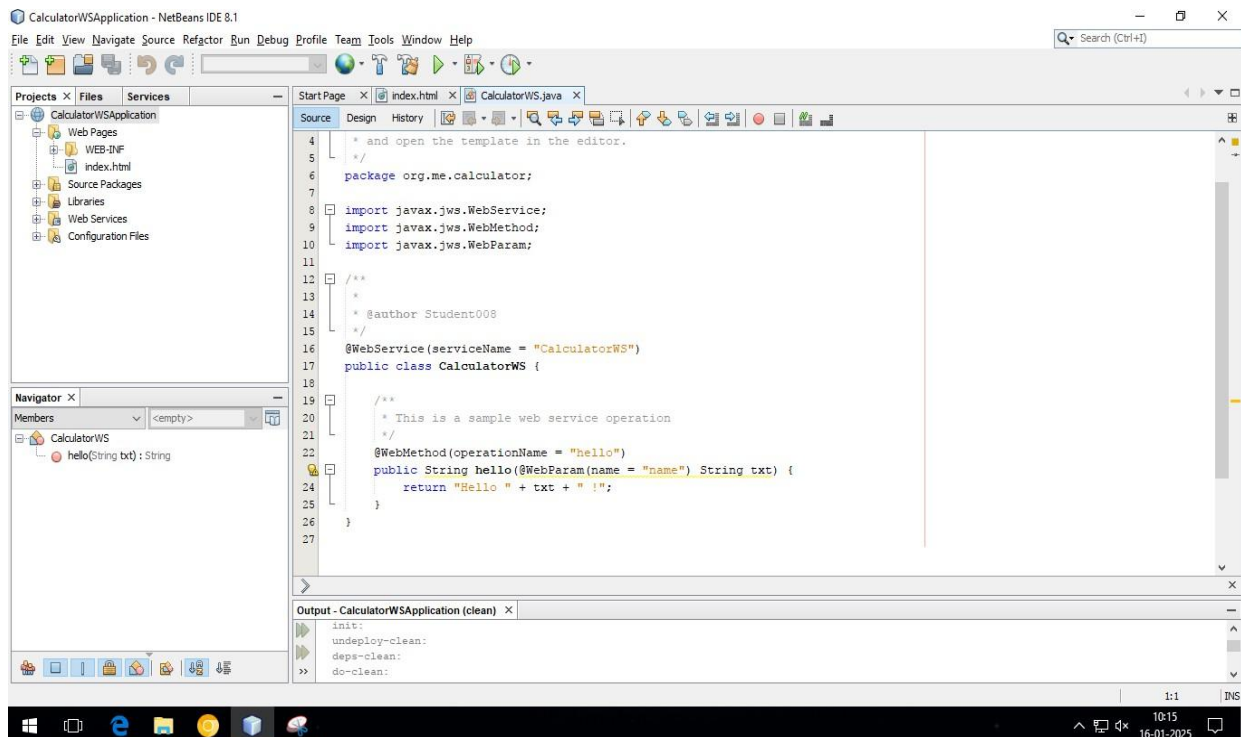 CalculatorWSApplication - NetBeans IDE 8.1
File Edit View Navigate Source Refactor Run Debug Profile Team Tools Window Help
Search (Ctrl+I)
Projects Files Services
CalculatorWSApplication
Web Pages
WEB-INF
index.html
Source Packages
Libraries
Web Services
Configuration Files
Navigator
Members <empty>
CalculatorWS
hello(String txt) : String
Start Page index.html CalculatorWS.java
Source Design History
4 * and open the template in the editor.
5 */
6 package org.me.calculator;
7
8 import javax.jws.WebService;
9 import javax.jws.WebMethod;
10 import javax.jws.WebParam;
11
12 /**
13 *
14 * @author Student008
15 */
16 @WebService(serviceName = "CalculatorWS")
17 public class CalculatorWS {
18
19 /**
20 * This is a sample web service operation
21 */
22 @WebMethod(operationName = "hello")
public String hello(@WebParam(name = "name") String txt) {
24 return "Hello " + txt + " !";
25 }
26 }
27
Output - CalculatorWSApplication (clean)
init:
undeploy-clean:
deps-clean:
do-clean:
1:1 INS
10:15
16-01-2025